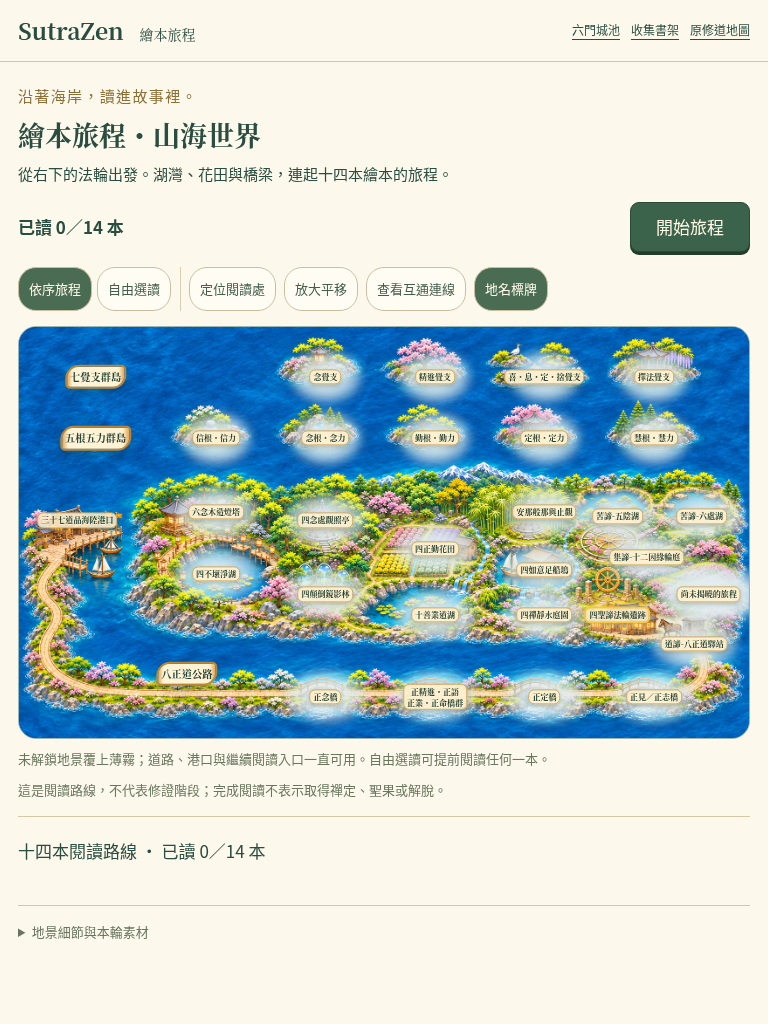 SutraZen 繪本旅程
六門城池 收集書架 原修道地圖
沿著海岸，讀進故事裡。
繪本旅程・山海世界
從右下的法輪出發。湖灣、花田與橋梁，連起十四本繪本的旅程。
已讀 0／14 本
開始旅程
依序旅程 自由選讀 定位閱讀處 放大平移 查看互通連線 地名標牌
七覺支群島
念覺支
精進覺支
喜・息・定・捨覺支
擇法覺支
五根五力群島
信根・信力
念根・念力
勤根・勤力
定根・定力
慧根・慧力
三十七道品海陸港口
六念木造燈塔
四念處觀照亭
安那般那與止觀
苦諦-五陰湖
苦諦-六處湖
四正勤花田
集諦-十二因緣輪庭
四不壞淨湖
四如意足船塢
四顛倒鏡影林
尚未揭曉的旅程
十善業道湖
四禪靜水庭園
四聖諦法輪遺跡
道諦-八正道驛站
八正道公路
正念橋
正精進・正語
正業・正命橋群
正定橋
正見／正志橋
未解鎖地景覆上薄霧；道路、港口與繼續閱讀入口一直可用。自由選讀可提前閱讀任何一本。
這是閱讀路線，不代表修證階段；完成閱讀不表示取得禪定、聖果或解脫。
十四本閱讀路線 ・ 已讀 0／14 本
▶ 地景細節與本輪素材